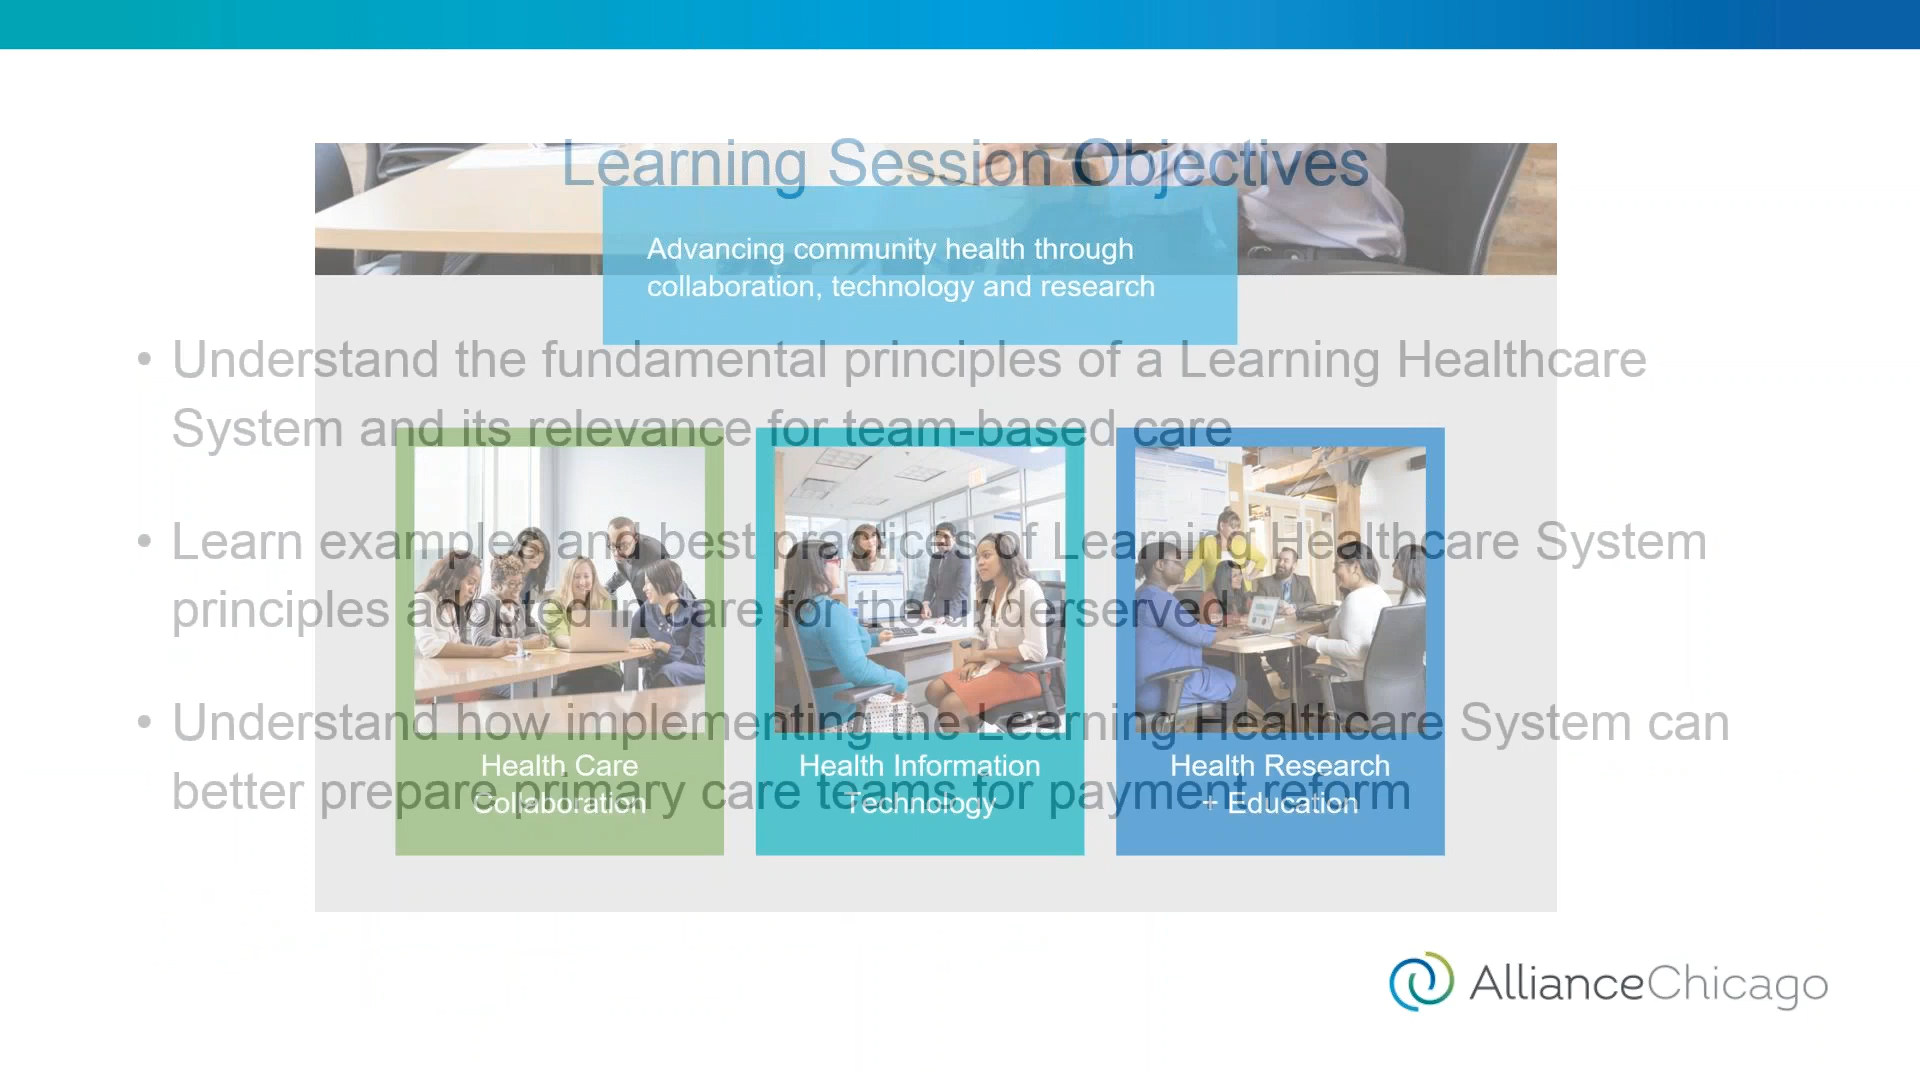 Learning Session Objectives
Advancing community health through
collaboration, technology and research
• Understand the fundamental principles of a Learning Healthcare
System and its relevance for team-based care
• Learn examples and best practices of Learning Healthcare System
principles adopted in care for the underserved
• Understand how implementing the Learning Healthcare System can
better prepare primary care teams for payment reform
Health Care
Collaboration
Health Information
Technology
Health Research
+ Education
AllianceChicago